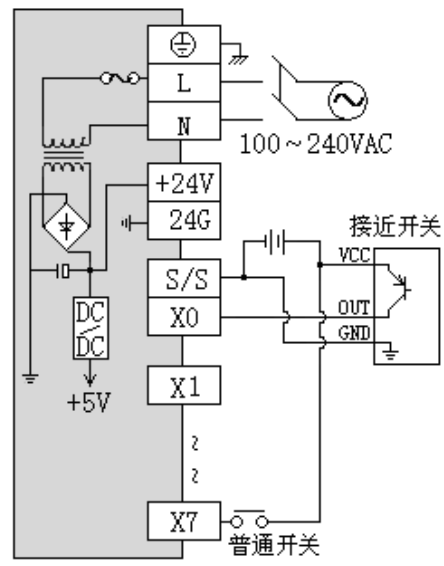 L
N
100~240VAC
+24V
24G
接近开关
VCC
S/S
X0
OUT
GND
DC
DC
+5V
X1
~
~
X7
普通开关